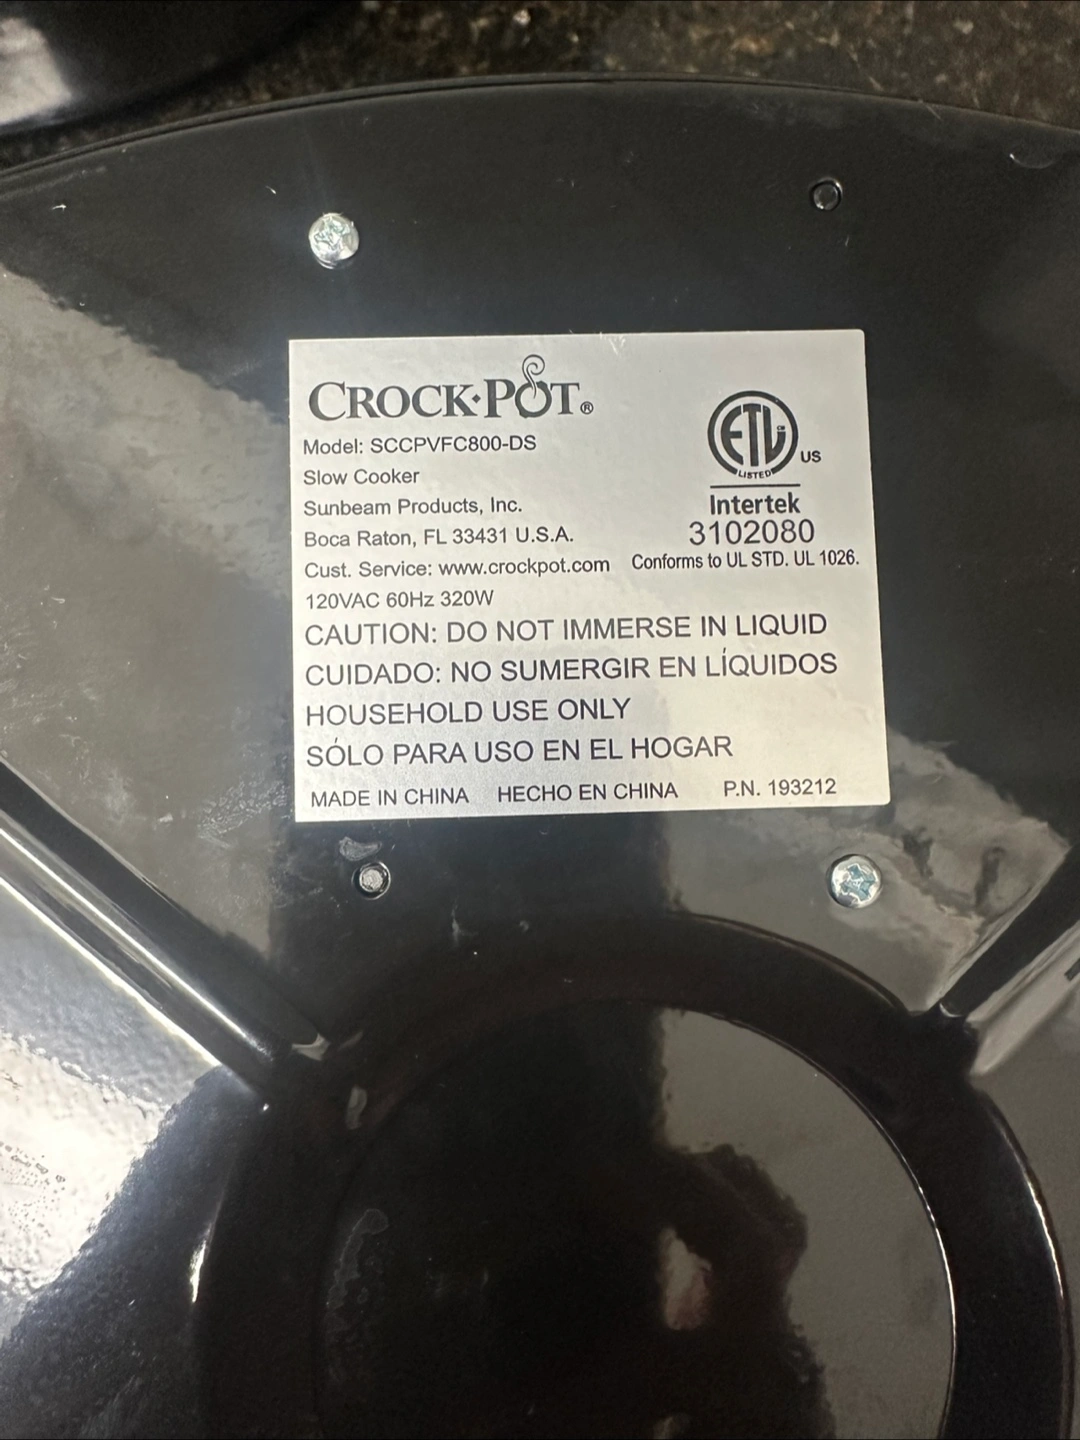 CROCK·POT®
Model: SCCPVFC800-DS
Slow Cooker
Sunbeam Products, Inc.
Boca Raton, FL 33431 U.S.A.
Cust. Service: www.crockpot.com
120VAC 60Hz 320W
ETL
LISTED
US
Intertek
3102080
Conforms to UL STD. UL 1026.
CAUTION: DO NOT IMMERSE IN LIQUID
CUIDADO: NO SUMERGIR EN LÍQUIDOS
HOUSEHOLD USE ONLY
SÓLO PARA USO EN EL HOGAR
MADE IN CHINA HECHO EN CHINA P.N. 193212